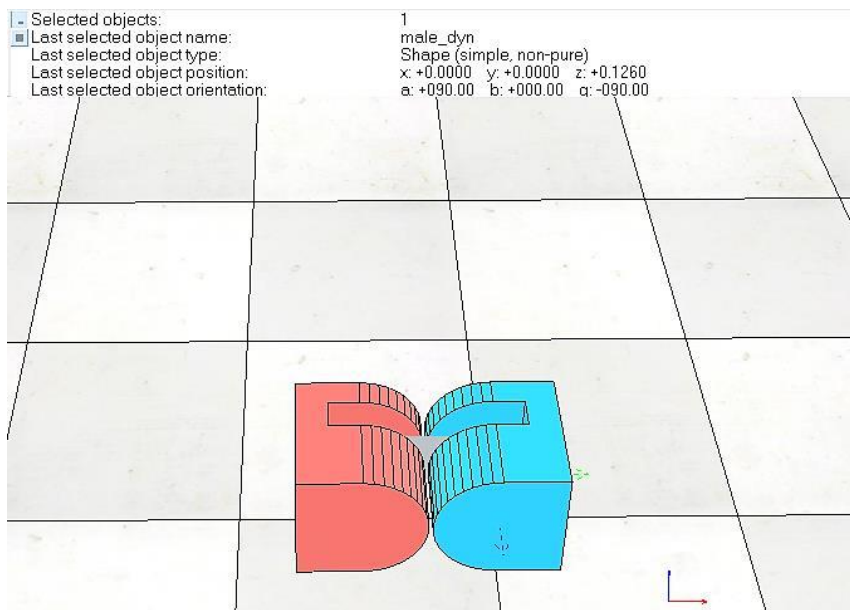 Selected objects: 1
Last selected object name: male_dyn
Last selected object type: Shape (simple, non-pure)
Last selected object position: x: +0.0000 y: +0.0000 z: +0.1260
Last selected object orientation: a: +090.00 b: +000.00 g: -090.00